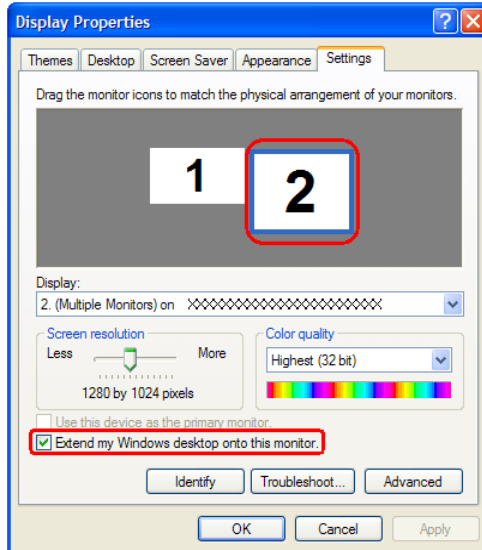 Display Properties
Themes Desktop Screen Saver Appearance Settings
Drag the monitor icons to match the physical arrangement of your monitors.
1 2
Display:
2. (Multiple Monitors) on XXXXXXXXXXXXXXXXXXXXXXX
Screen resolution Color quality
Less More Highest (32 bit)
1280 by 1024 pixels
Use this device as the primary monitor.
Extend my Windows desktop onto this monitor.
Identify Troubleshoot... Advanced
OK Cancel Apply